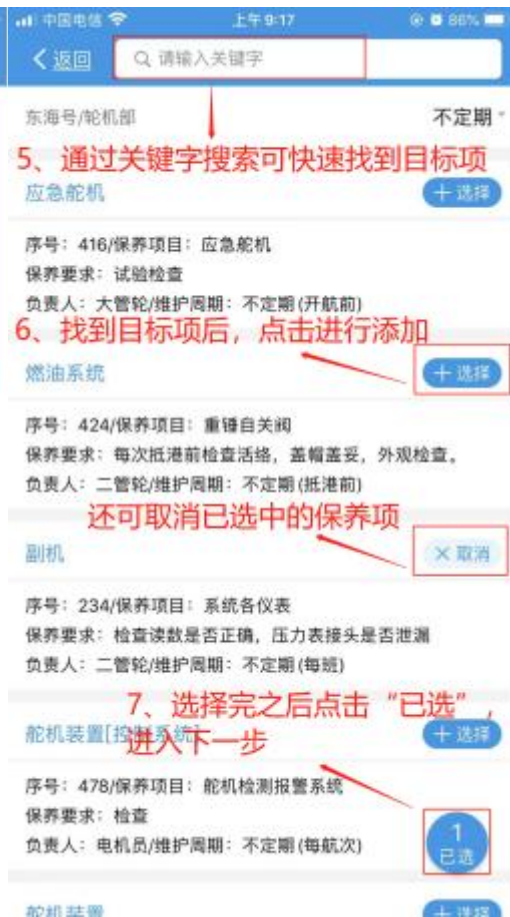 中国电信 上午9:17 86%
返回 请输入关键字
东海号/轮机部 不定期
5、通过关键字搜索可快速找到目标项
应急舵机 十选择
序号：416/保养项目：应急舵机
保养要求：试验检查
负责人：大管轮/维护周期：不定期(开航前)
6、找到目标项后，点击进行添加
燃油系统 十选择
序号：424/保养项目：重锤自关阀
保养要求：每次抵港前检查活络，盖帽盖妥，外观检查。
负责人：二管轮/维护周期：不定期(抵港前)
还可取消已选中的保养项
副机 ×取消
序号：234/保养项目：系统各仪表
保养要求：检查读数是否正确，压力表接头是否泄漏
负责人：二管轮/维护周期：不定期(每班)
7、选择完之后点击“已选”，
舵机装置[控制系统] 十选择
进入下一步
序号：478/保养项目：舵机检测报警系统
保养要求：检查
负责人：电机员/维护周期：不定期(每航次)
1
已选
舵机装置 十选择